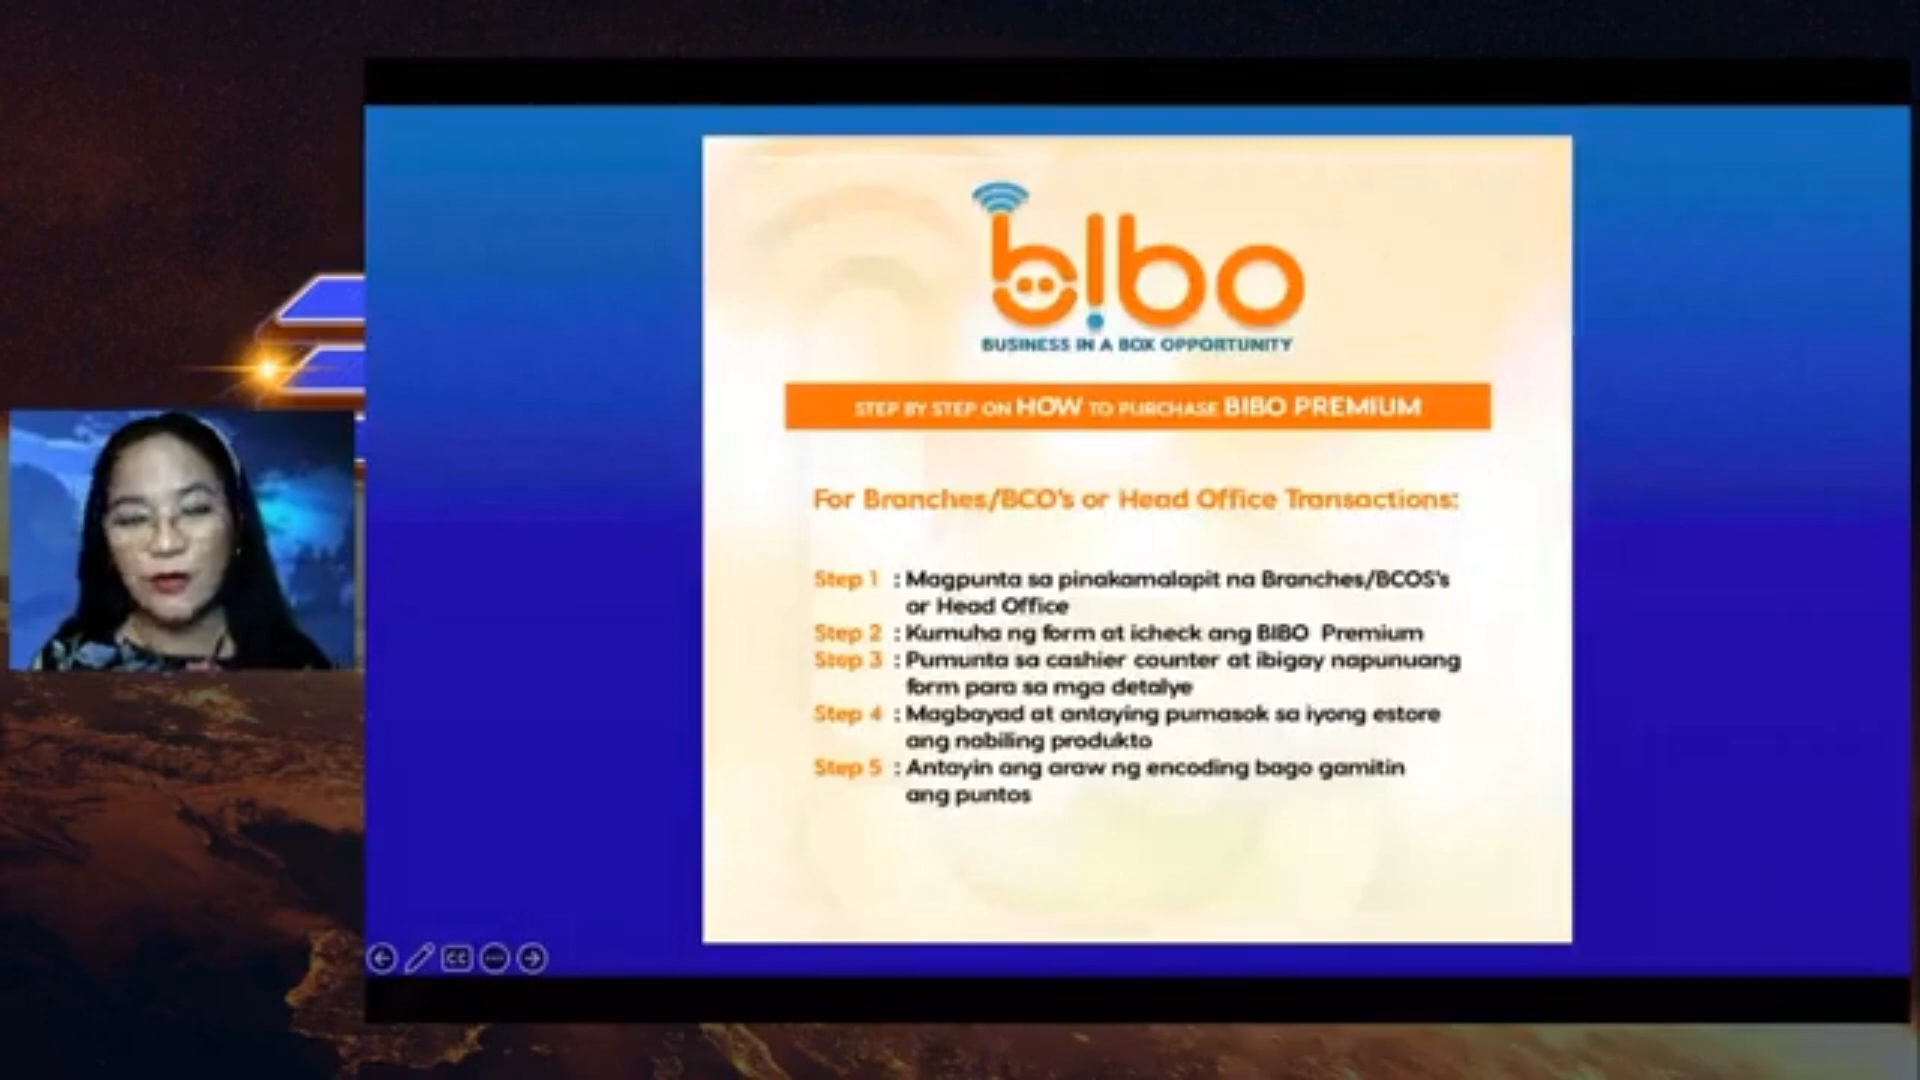 b!bo
BUSINESS IN A BOX OPPORTUNITY
STEP BY STEP ON HOW TO PURCHASE BIBO PREMIUM
For Branches/BCO's or Head Office Transactions:
Step 1 : Magpunta sa pinakamalapit na Branches/BCOS's
or Head Office
Step 2 : Kumuha ng form at icheck ang BIBO Premium
Step 3 : Pumunta sa cashier counter at ibigay napunuang
form para sa mga detalye
Step 4 : Magbayad at antaying pumasok sa iyong estore
ang nabiling produkto
Step 5 : Antayin ang araw ng encoding bago gamitin
ang puntos
CC